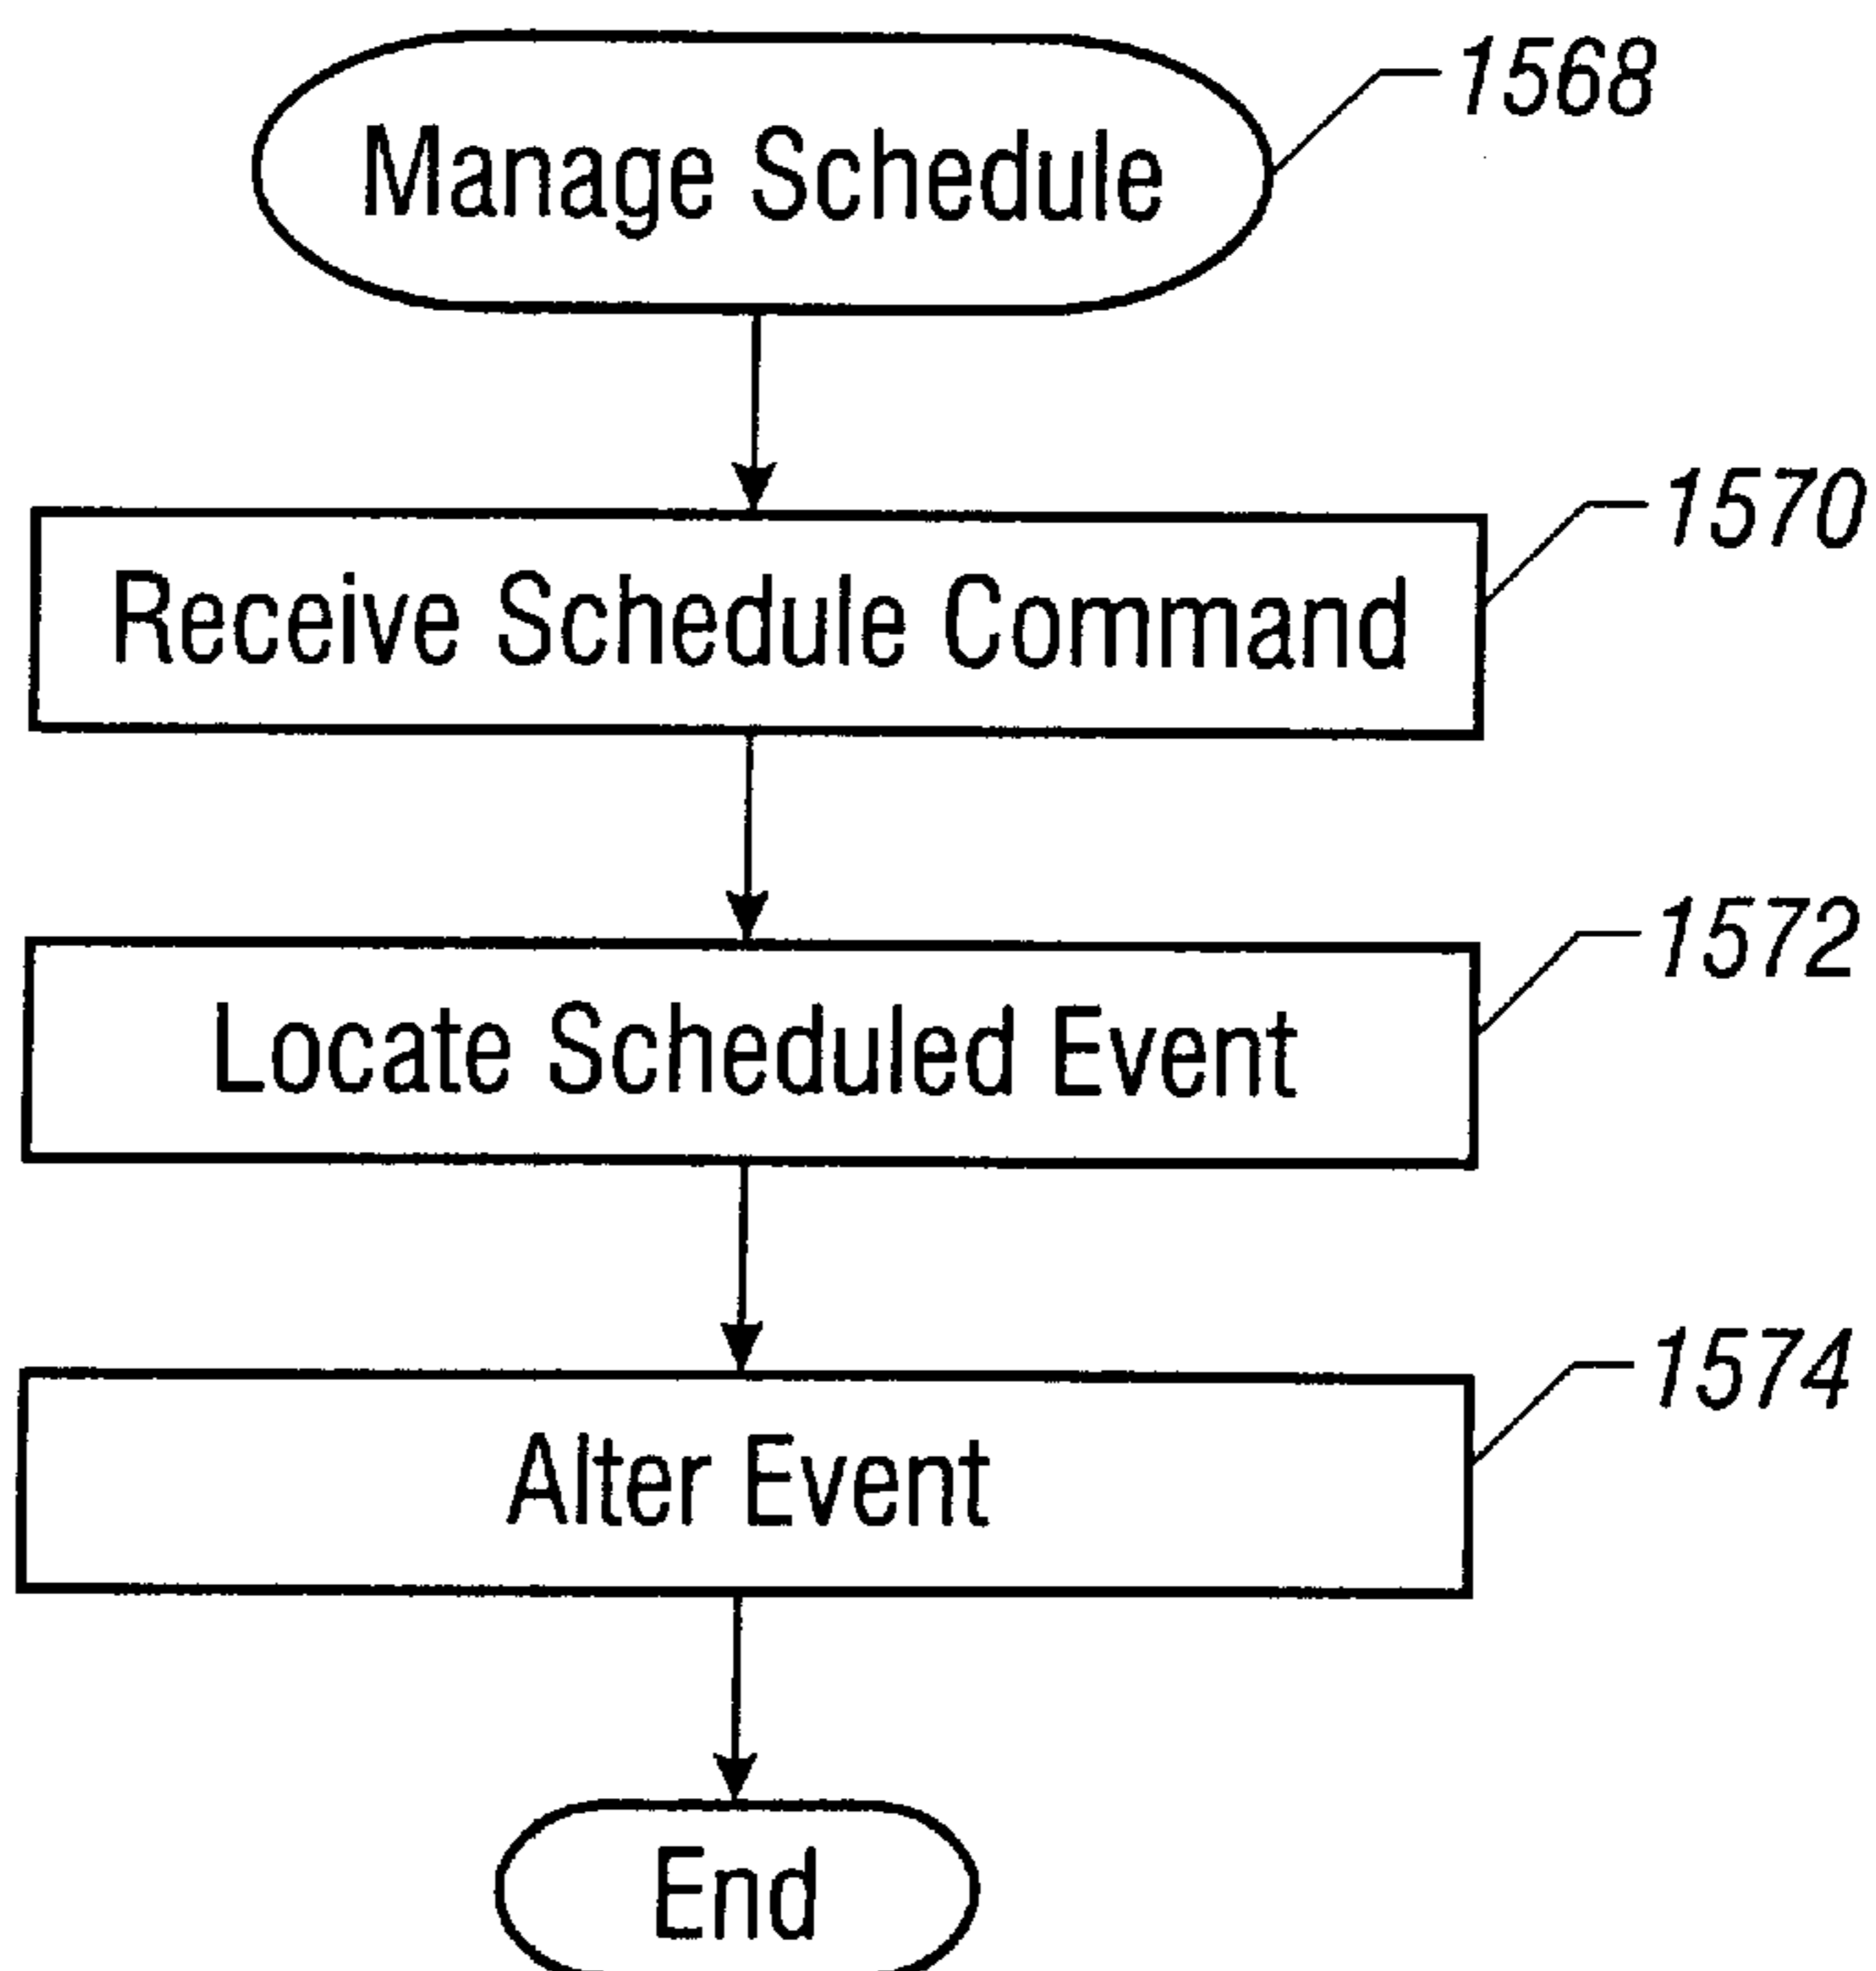 Manage Schedule
1568
Receive Schedule Command
1570
Locate Scheduled Event
1572
Alter Event
1574
End